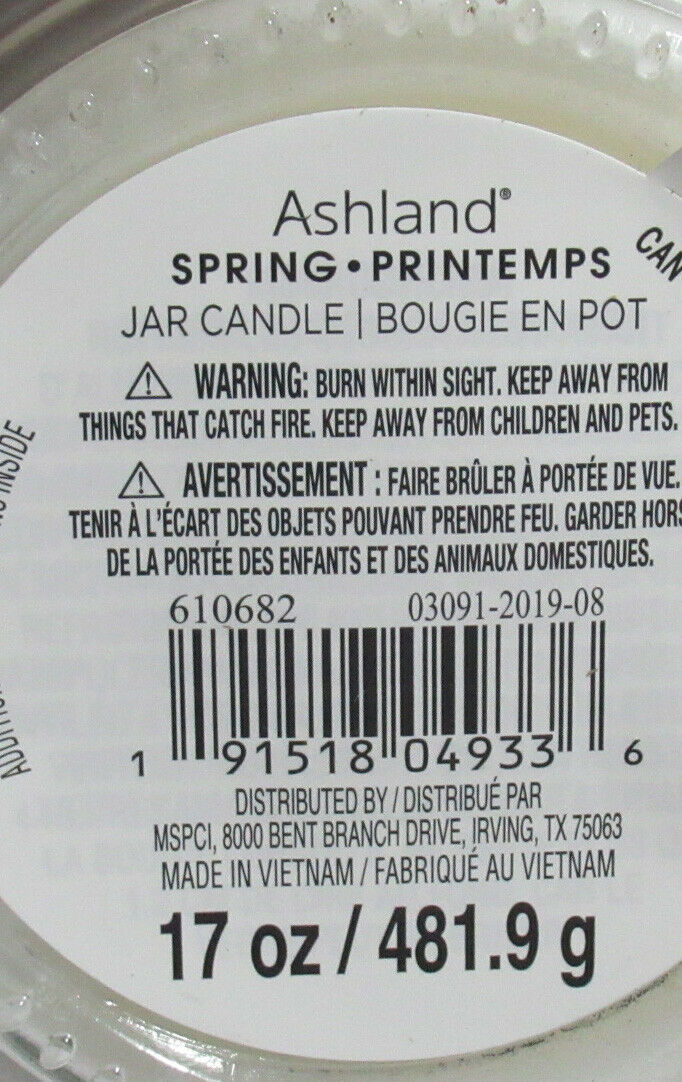 Ashland®
SPRING • PRINTEMPS
JAR CANDLE | BOUGIE EN POT
⚠ WARNING: BURN WITHIN SIGHT. KEEP AWAY FROM
THINGS THAT CATCH FIRE. KEEP AWAY FROM CHILDREN AND PETS.
⚠ AVERTISSEMENT : FAIRE BRÛLER À PORTÉE DE VUE.
TENIR À L'ÉCART DES OBJETS POUVANT PRENDRE FEU. GARDER HORS
DE LA PORTÉE DES ENFANTS ET DES ANIMAUX DOMESTIQUES.
610682 03091-2019-08
1 91518 04933 6
DISTRIBUTED BY / DISTRIBUÉ PAR
MSPCI, 8000 BENT BRANCH DRIVE, IRVING, TX 75063
MADE IN VIETNAM / FABRIQUÉ AU VIETNAM
17 oz / 481.9 g
CAN
INSIDE